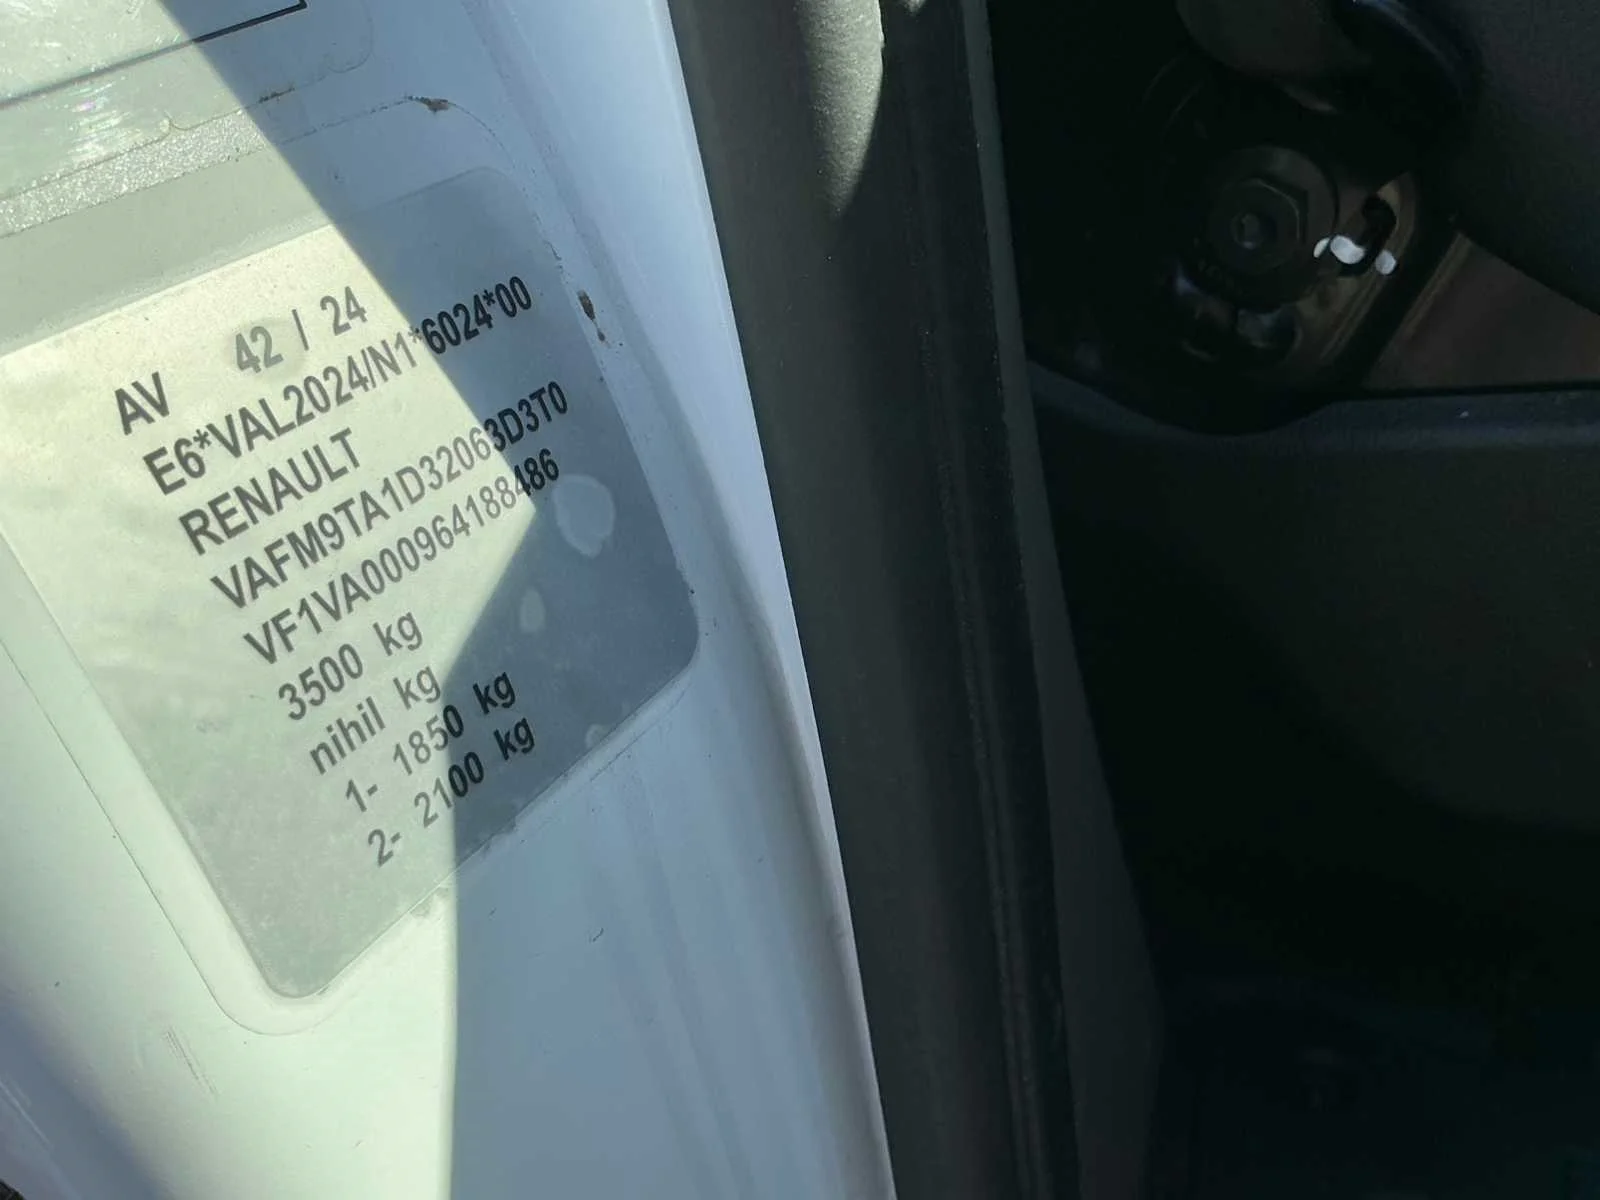 AV 42 / 24
E6*VAL2024/N1*6024*00
RENAULT
VAFM9TA1D32063D3T0
VF1VA000964188486
3500 kg
nihil kg
1- 1850 kg
2- 2100 kg